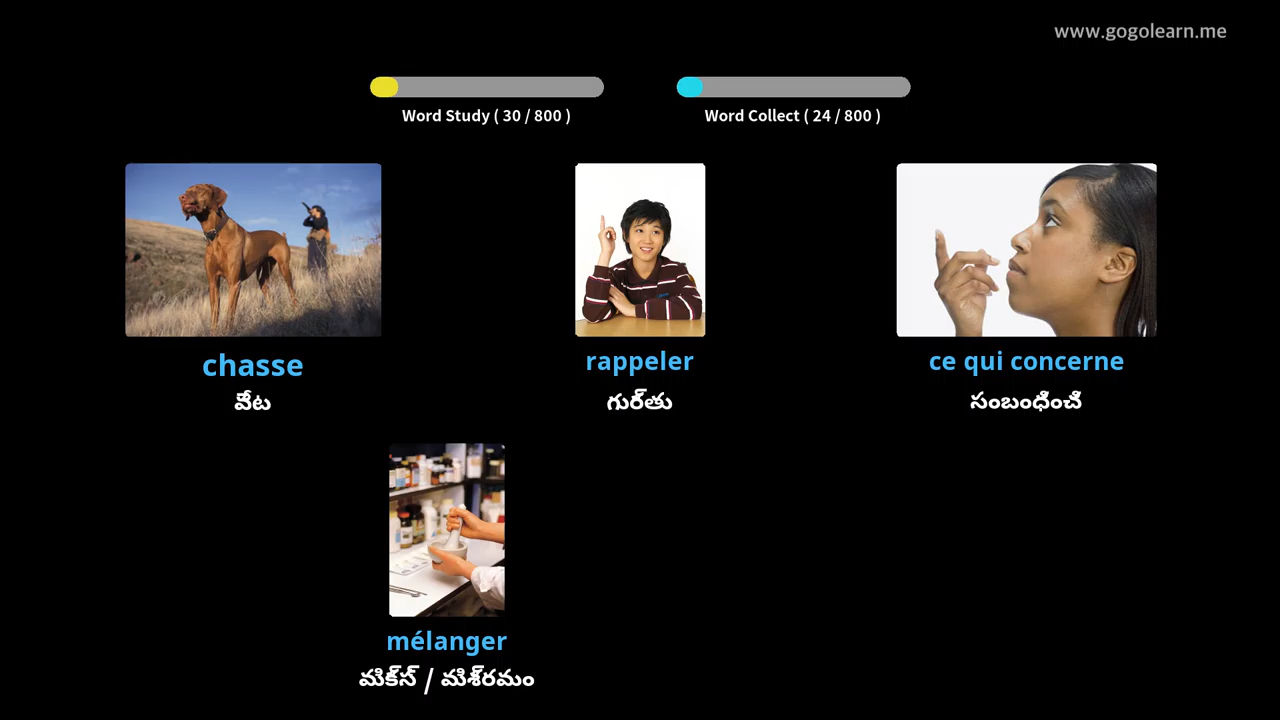 www.gogolearn.me
Word Study ( 30 / 800 )
Word Collect ( 24 / 800 )
chasse
వేట
rappeler
గుర్తు
ce qui concerne
సంబంధించి
mélanger
మిక్స్ / మిశ్రమం